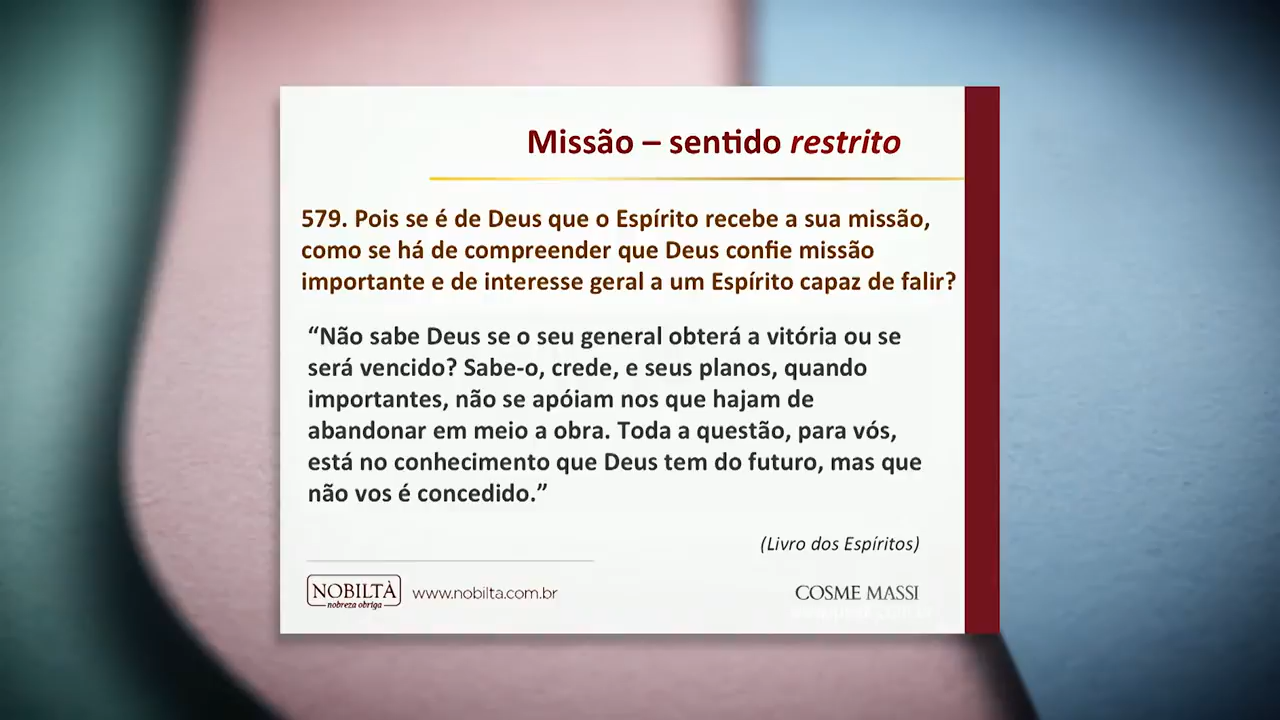 Missão – sentido restrito
579. Pois se é de Deus que o Espírito recebe a sua missão,
como se há de compreender que Deus confie missão
importante e de interesse geral a um Espírito capaz de falir?
“Não sabe Deus se o seu general obterá a vitória ou se
será vencido? Sabe-o, crede, e seus planos, quando
importantes, não se apóiam nos que hajam de
abandonar em meio a obra. Toda a questão, para vós,
está no conhecimento que Deus tem do futuro, mas que
não vos é concedido.”
(Livro dos Espíritos)
NOBILTÀ www.nobilta.com.br COSME MASSI
nobreza obriga